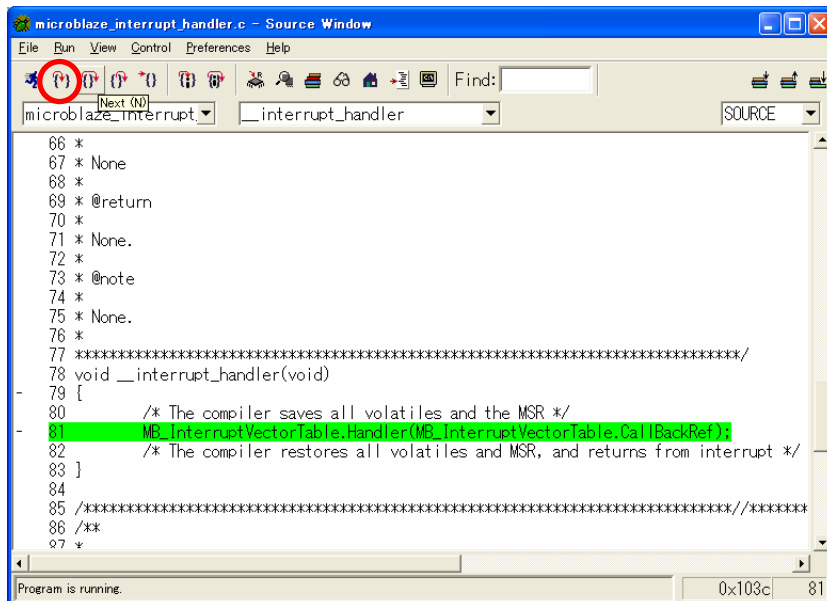 microblaze_interrupt_handler.c - Source Window
File Run View Control Preferences Help
Find:
Next (N)
microblaze_interrupt. __interrupt_handler SOURCE
66 *
67 * None
68 *
69 * @return
70 *
71 * None.
72 *
73 * @note
74 *
75 * None.
76 *
77 ******************************************************************************/
78 void __interrupt_handler(void)
- 79 {
80 /* The compiler saves all volatiles and the MSR */
- 81 MB_InterruptVectorTable.Handler(MB_InterruptVectorTable.CallBackRef);
82 /* The compiler restores all volatiles and MSR, and returns from interrupt */
83 }
84
85 /*****************************************************************************//*******
86 /**
87 *
Program is running. 0x103c 81